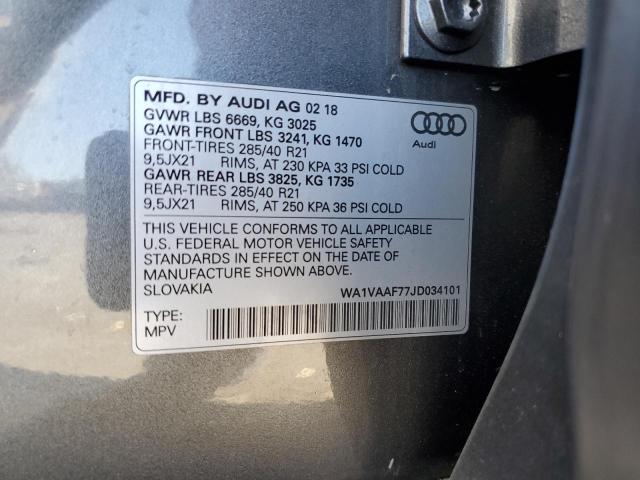 MFD. BY AUDI AG 02 18
GVWR LBS 6669, KG 3025
GAWR FRONT LBS 3241, KG 1470
FRONT-TIRES 285/40 R21
9,5JX21 RIMS, AT 230 KPA 33 PSI COLD
GAWR REAR LBS 3825, KG 1735
REAR-TIRES 285/40 R21
9,5JX21 RIMS, AT 250 KPA 36 PSI COLD
Audi
THIS VEHICLE CONFORMS TO ALL APPLICABLE
U.S. FEDERAL MOTOR VEHICLE SAFETY
STANDARDS IN EFFECT ON THE DATE OF
MANUFACTURE SHOWN ABOVE.
SLOVAKIA WA1VAAF77JD034101
TYPE:
MPV